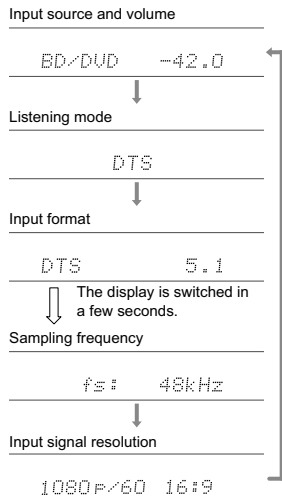 Input source and volume
BD/DVD -42.0
Listening mode
DTS
Input format
DTS 5.1
The display is switched in
a few seconds.
Sampling frequency
fs: 48kHz
Input signal resolution
1080p/60 16:9